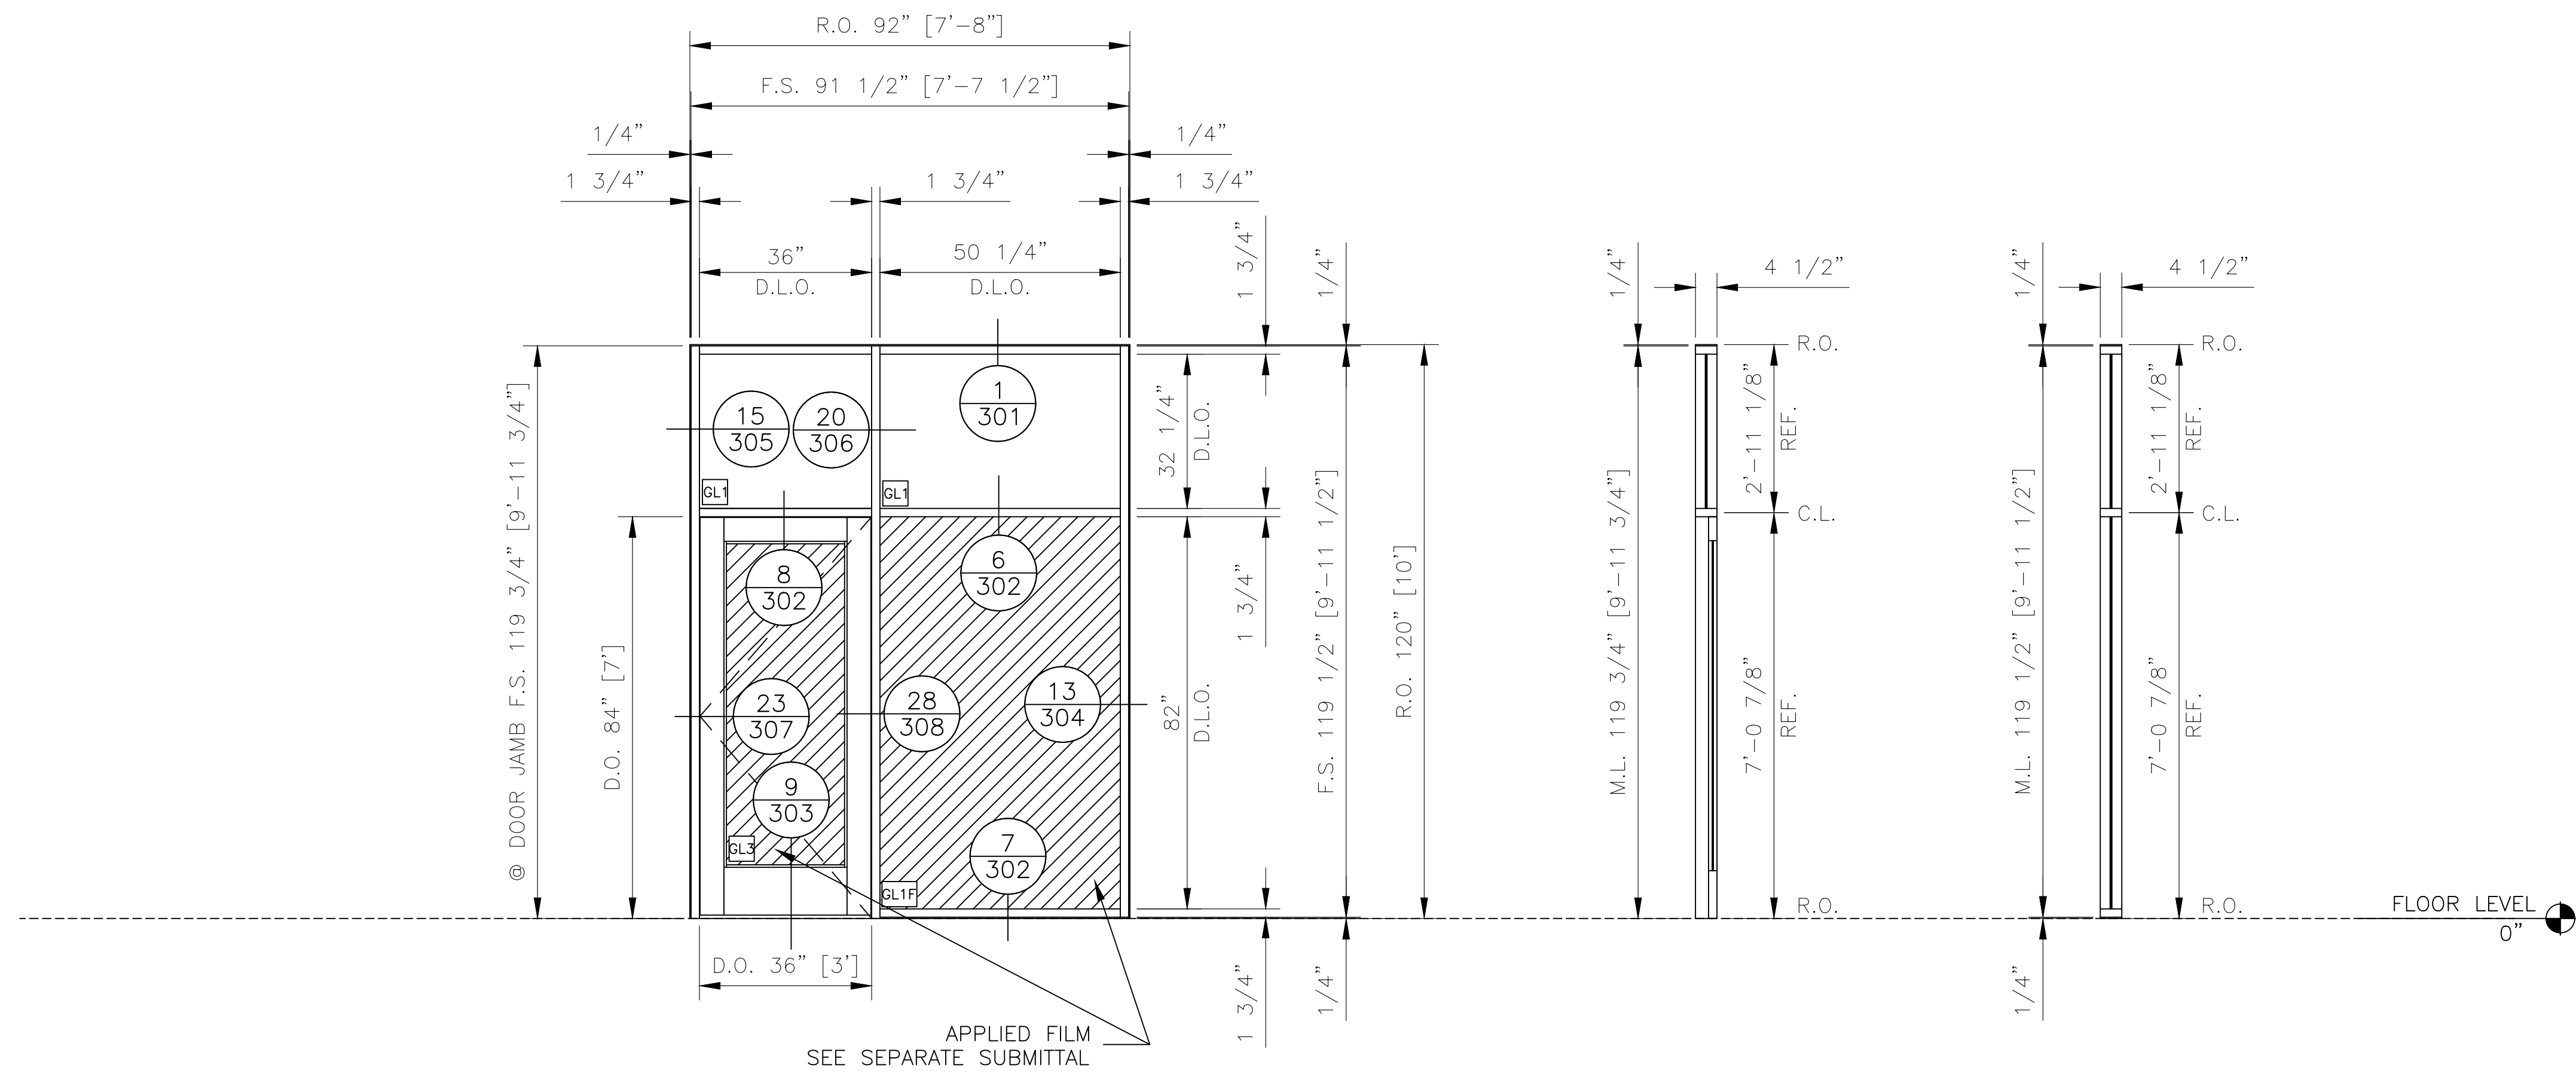 R.O. 92" [7'-8"]
F.S. 91 1/2" [7'-7 1/2"]
1/4"
1/4"
1 3/4"
1 3/4"
1 3/4"
36"
D.L.O.
50 1/4"
D.L.O.
1 3/4"
1/4"
1/4"
4 1/2"
1/4"
4 1/2"
R.O.
R.O.
1
301
15
305
20
306
GL1
GL1
32 1/4"
D.L.O.
2'-11 1/8"
REF.
2'-11 1/8"
REF.
C.L.
C.L.
@ DOOR JAMB F.S. 119 3/4" [9'-11 3/4"]
D.O. 84" [7']
8
302
6
302
23
307
28
308
13
304
9
303
7
302
GL3
GL1F
1 3/4"
82"
D.L.O.
F.S. 119 1/2" [9'-11 1/2"]
R.O. 120" [10']
M.L. 119 3/4" [9'-11 3/4"]
7'-0 7/8"
REF.
M.L. 119 1/2" [9'-11 1/2"]
7'-0 7/8"
REF.
R.O.
R.O.
FLOOR LEVEL
0"
D.O. 36" [3']
1 3/4"
1/4"
1/4"
APPLIED FILM
SEE SEPARATE SUBMITTAL